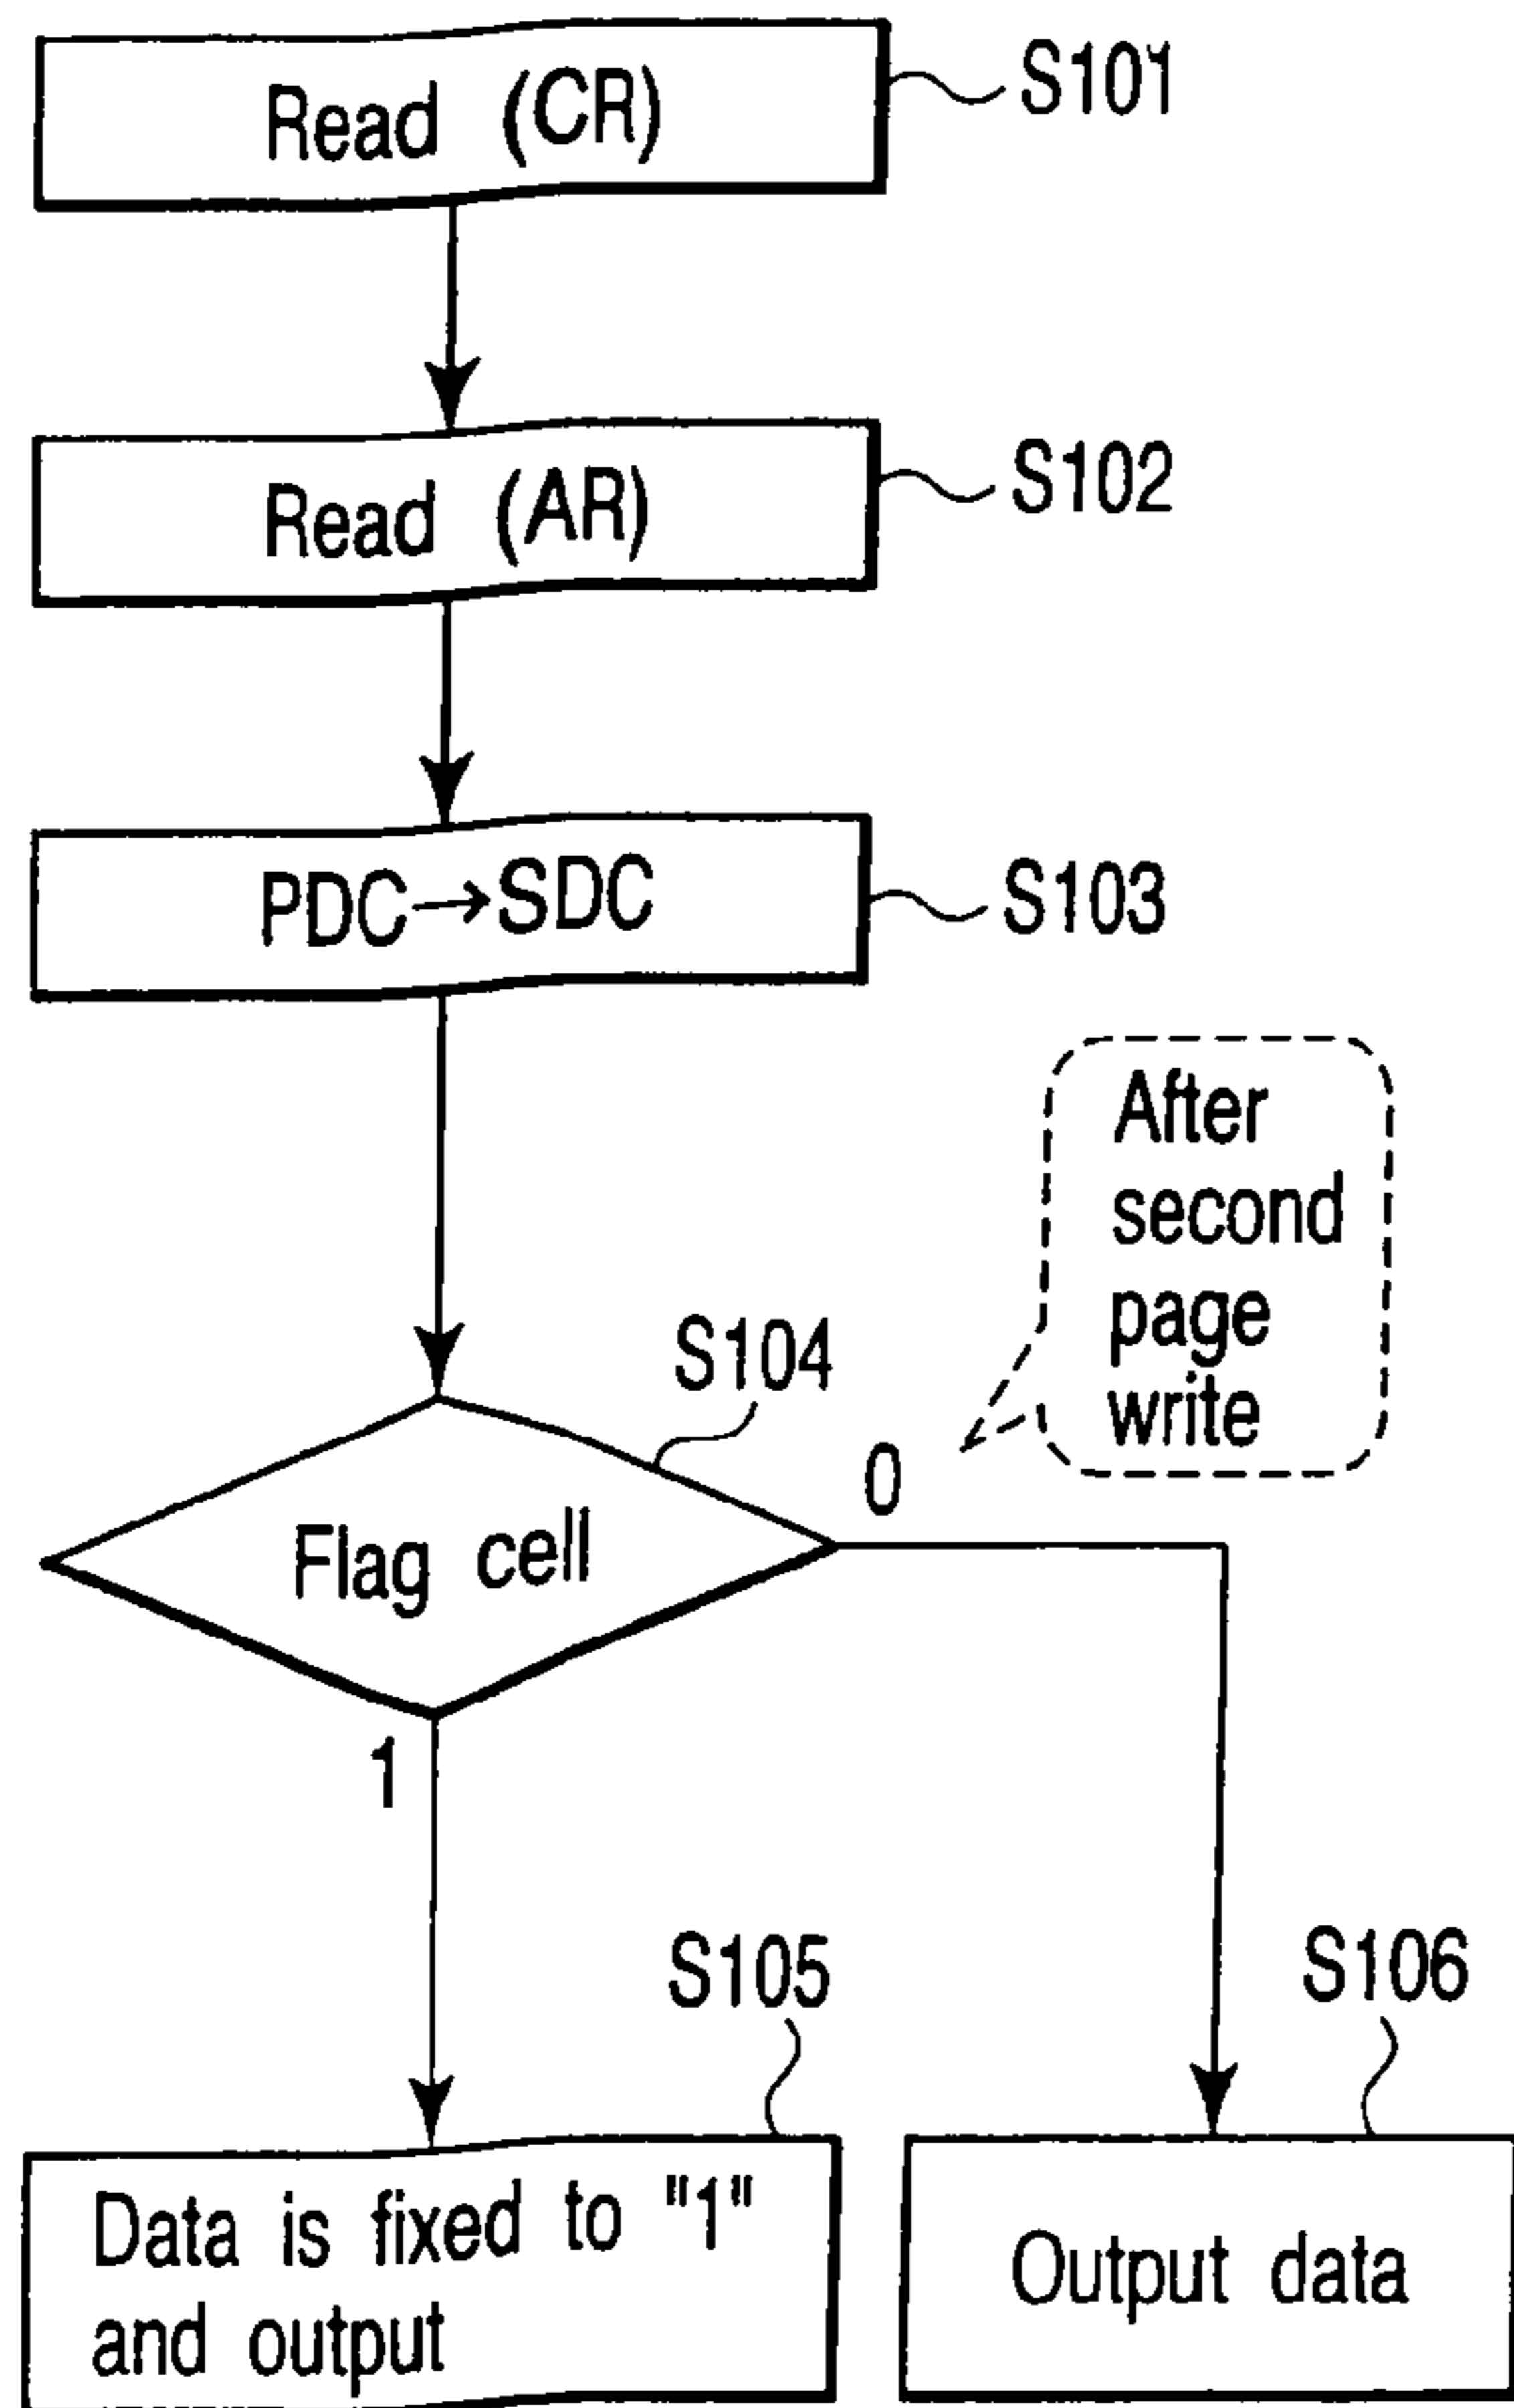 Read (CR)
S101
Read (AR)
S102
PDC→SDC
S103
After
second
page
write
S104
0
Flag cell
1
S105
S106
Data is fixed to "1"
and output
Output data